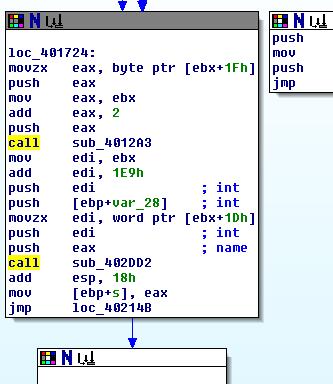 loc_401724:
movzx eax, byte ptr [ebx+1Fh]
push eax
mov eax, ebx
add eax, 2
push eax
call sub_4012A3
mov edi, ebx
add edi, 1E9h
push edi ; int
push [ebp+var_28] ; int
movzx edi, word ptr [ebx+1Dh]
push edi ; int
push eax ; name
call sub_402DD2
add esp, 18h
mov [ebp+s], eax
jmp loc_40214B
push
mov
push
jmp